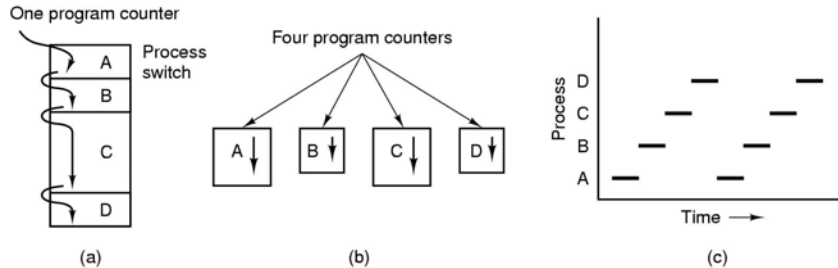 One program counter
Process
switch
A
B
C
D
(a)
Four program counters
A
B
C
D
(b)
Process
D
C
B
A
Time
(c)